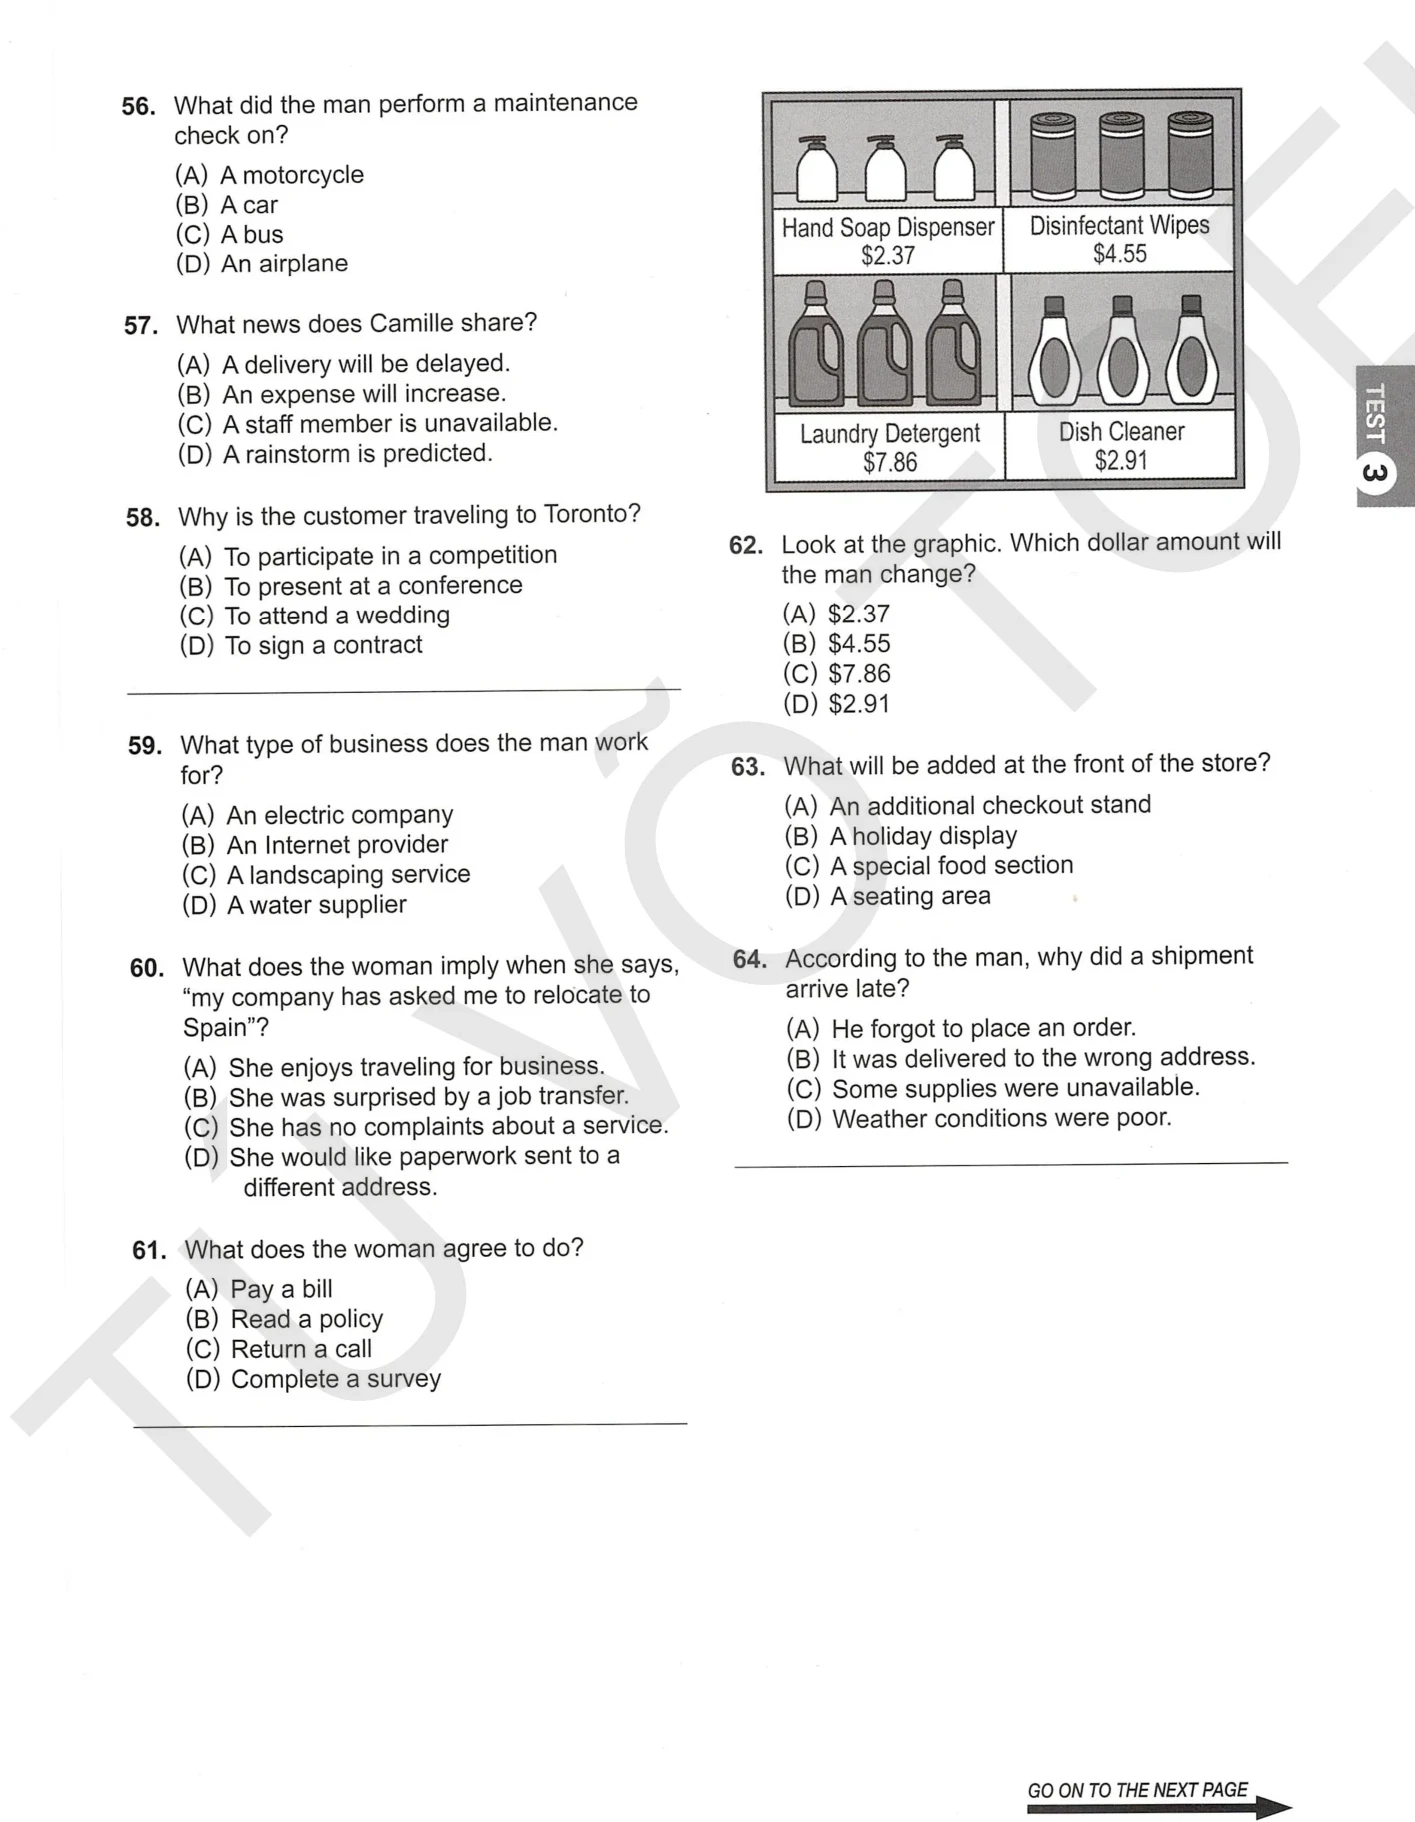 56. What did the man perform a maintenance
check on?
(A) A motorcycle
(B) A car
(C) A bus
(D) An airplane
57. What news does Camille share?
(A) A delivery will be delayed.
(B) An expense will increase.
(C) A staff member is unavailable.
(D) A rainstorm is predicted.
58. Why is the customer traveling to Toronto?
(A) To participate in a competition
(B) To present at a conference
(C) To attend a wedding
(D) To sign a contract
59. What type of business does the man work
for?
(A) An electric company
(B) An Internet provider
(C) A landscaping service
(D) A water supplier
60. What does the woman imply when she says,
“my company has asked me to relocate to
Spain”?
(A) She enjoys traveling for business.
(B) She was surprised by a job transfer.
(C) She has no complaints about a service.
(D) She would like paperwork sent to a
different address.
61. What does the woman agree to do?
(A) Pay a bill
(B) Read a policy
(C) Return a call
(D) Complete a survey
Hand Soap Dispenser
$2.37
Disinfectant Wipes
$4.55
Laundry Detergent
$7.86
Dish Cleaner
$2.91
62. Look at the graphic. Which dollar amount will
the man change?
(A) $2.37
(B) $4.55
(C) $7.86
(D) $2.91
63. What will be added at the front of the store?
(A) An additional checkout stand
(B) A holiday display
(C) A special food section
(D) A seating area
64. According to the man, why did a shipment
arrive late?
(A) He forgot to place an order.
(B) It was delivered to the wrong address.
(C) Some supplies were unavailable.
(D) Weather conditions were poor.
TEST 3
GO ON TO THE NEXT PAGE
TỪ VÕ TOE